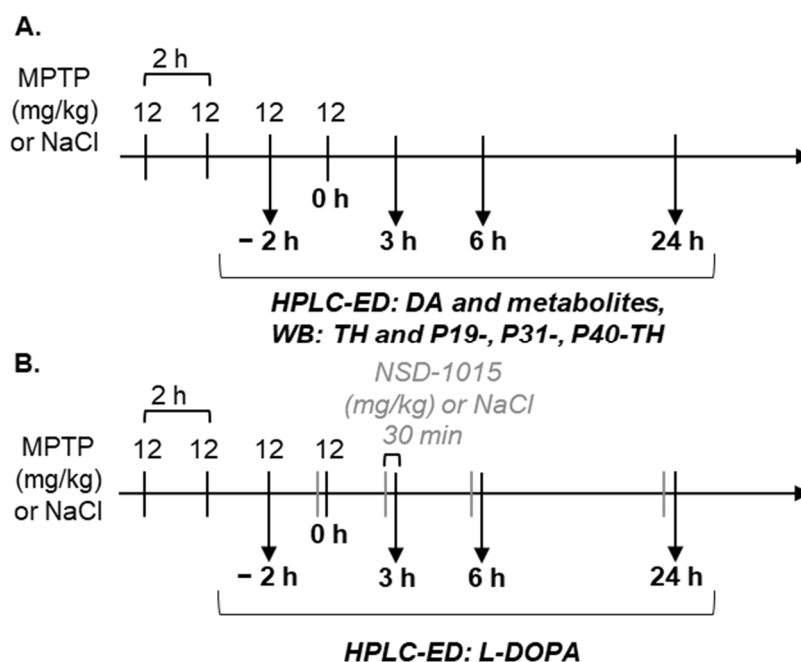 A.
2 h
MPTP
(mg/kg)
or NaCl
12 12 12 12
0 h
– 2 h 3 h 6 h 24 h
HPLC-ED: DA and metabolites,
WB: TH and P19-, P31-, P40-TH
B.
NSD-1015
(mg/kg) or NaCl
30 min
2 h
MPTP
(mg/kg)
or NaCl
12 12 12 12
0 h
– 2 h 3 h 6 h 24 h
HPLC-ED: L-DOPA